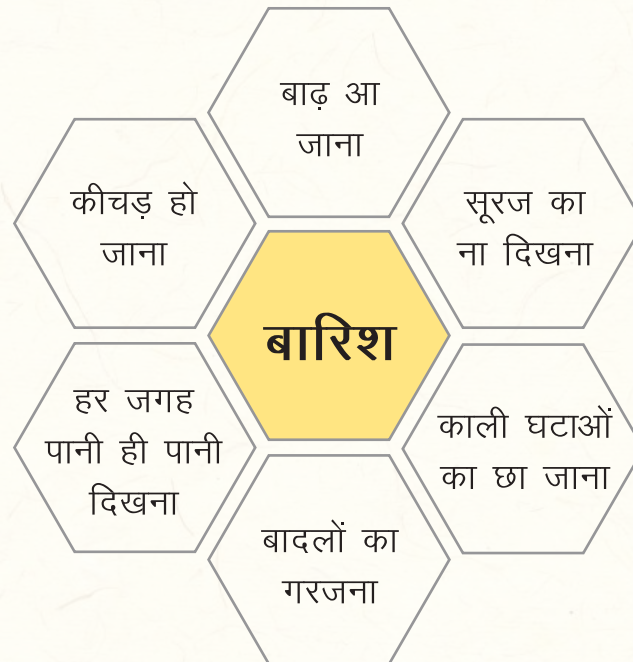 बाढ़ आ
जाना
कीचड़ हो
जाना
सूरज का
ना दिखना
बारिश
हर जगह
पानी ही पानी
दिखना
काली घटाओं
का छा जाना
बादलों का
गरजना